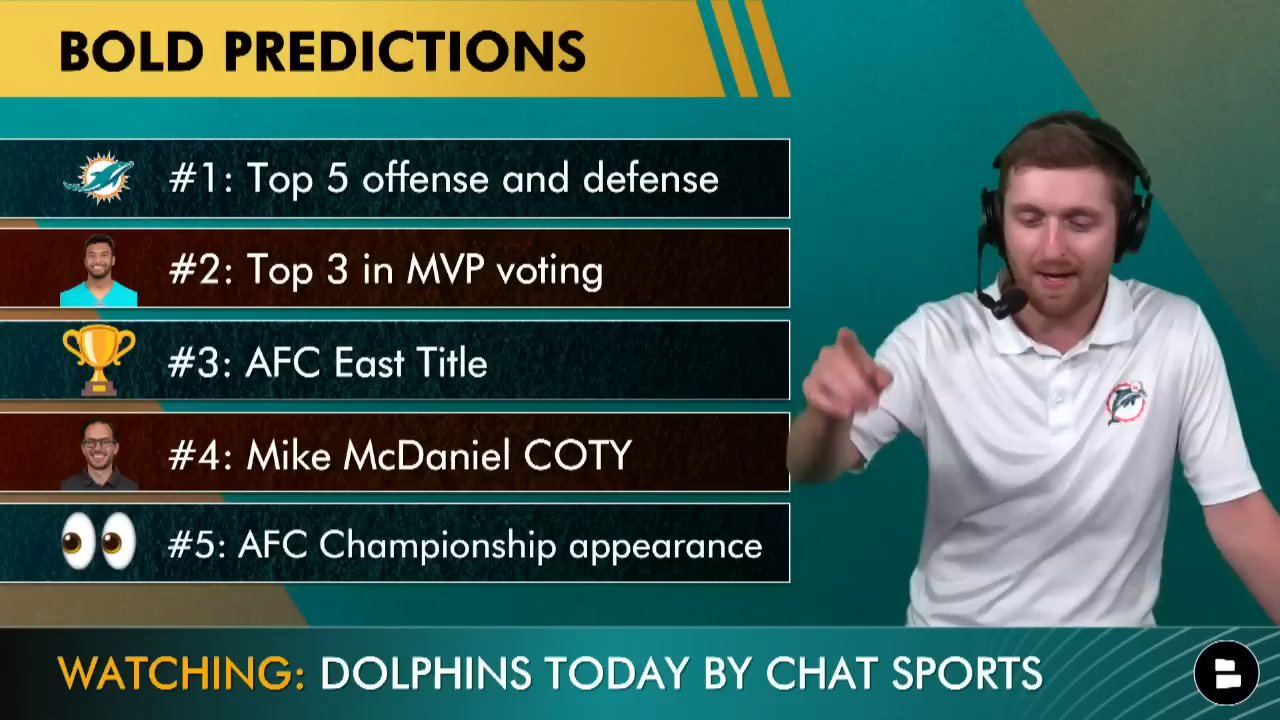 BOLD PREDICTIONS
#1: Top 5 offense and defense
#2: Top 3 in MVP voting
#3: AFC East Title
#4: Mike McDaniel COTY
#5: AFC Championship appearance
WATCHING: DOLPHINS TODAY BY CHAT SPORTS